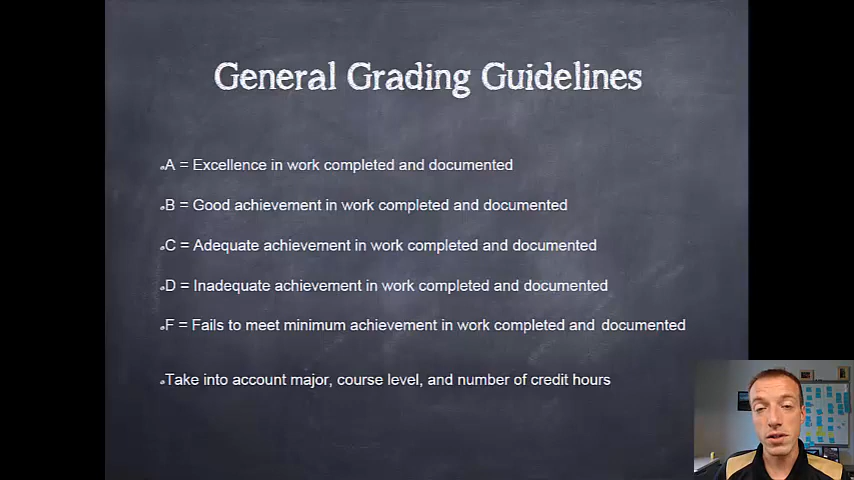 General Grading Guidelines
A = Excellence in work completed and documented
B = Good achievement in work completed and documented
C = Adequate achievement in work completed and documented
D = Inadequate achievement in work completed and documented
F = Fails to meet minimum achievement in work completed and documented
Take into account major, course level, and number of credit hours